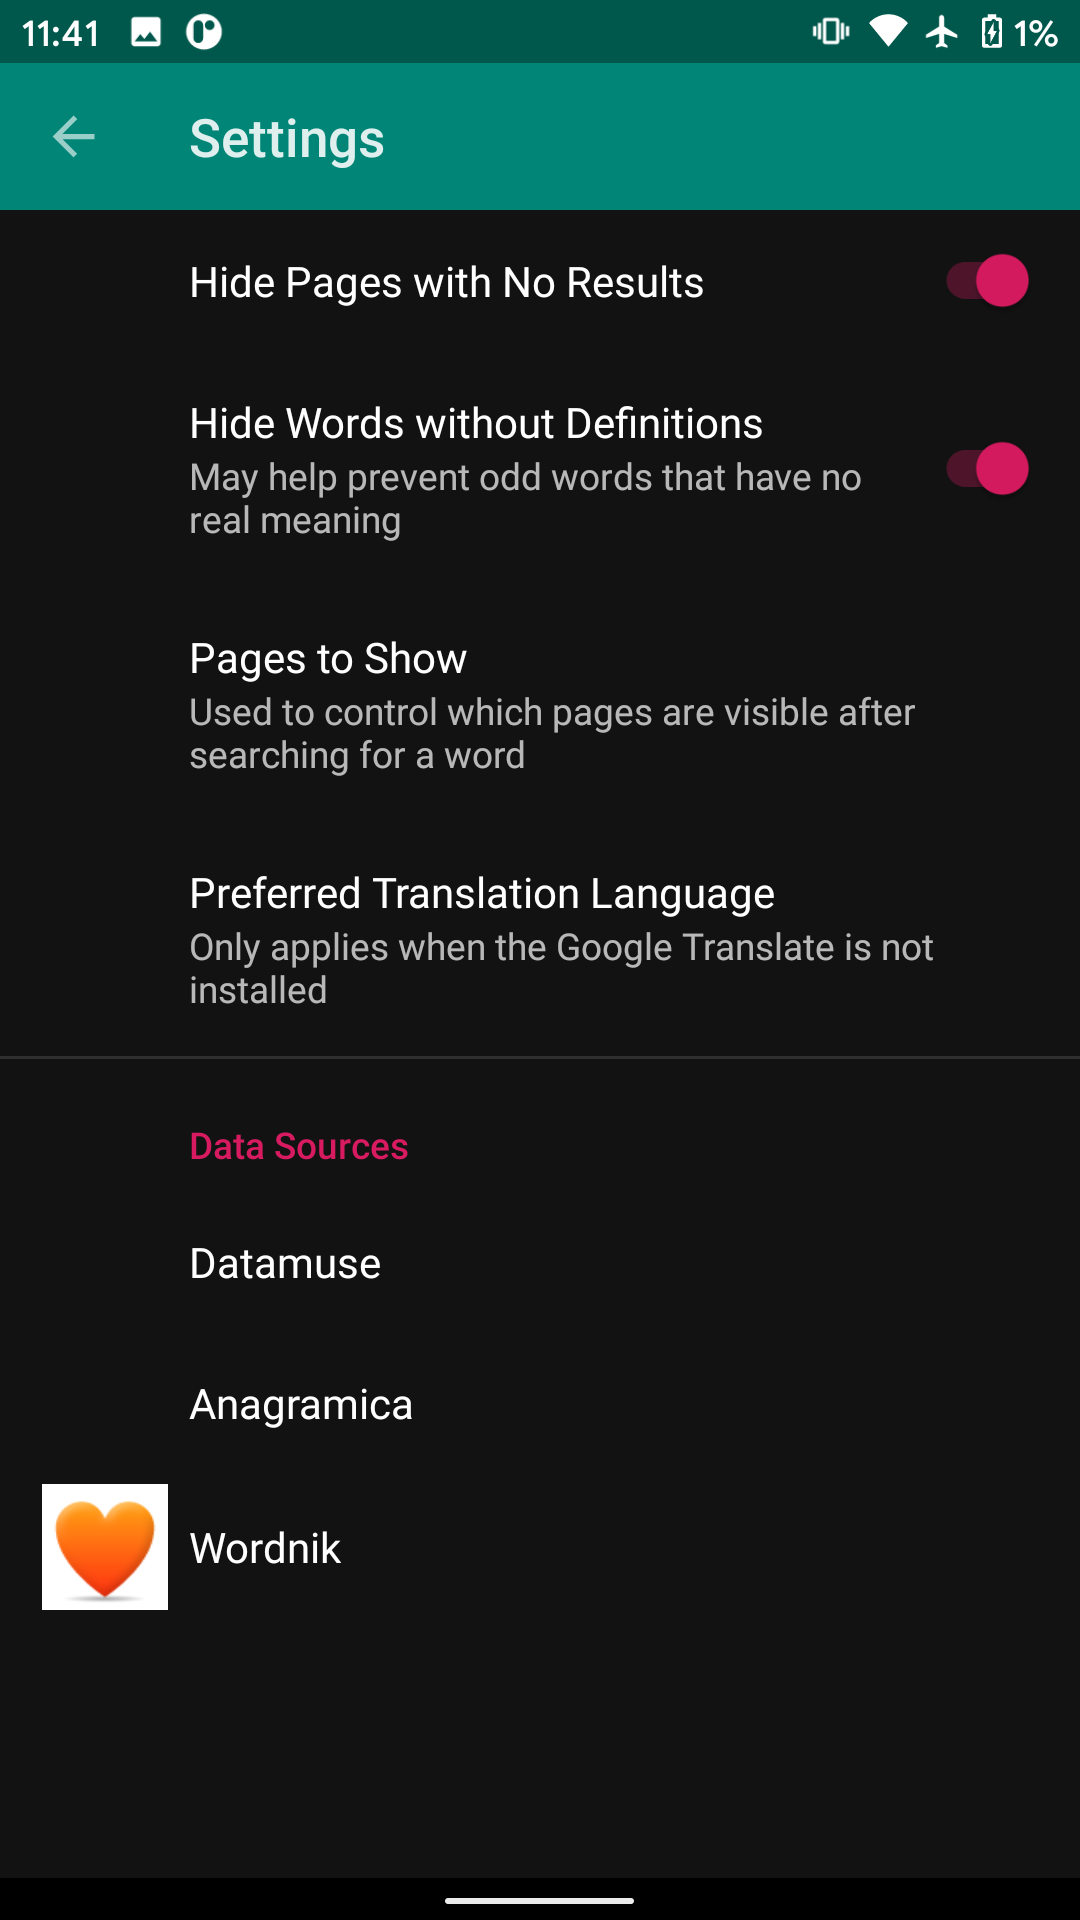 11:41
1%
Settings
Hide Pages with No Results
Hide Words without Definitions
May help prevent odd words that have no
real meaning
Pages to Show
Used to control which pages are visible after
searching for a word
Preferred Translation Language
Only applies when the Google Translate is not
installed
Data Sources
Datamuse
Anagramica
Wordnik